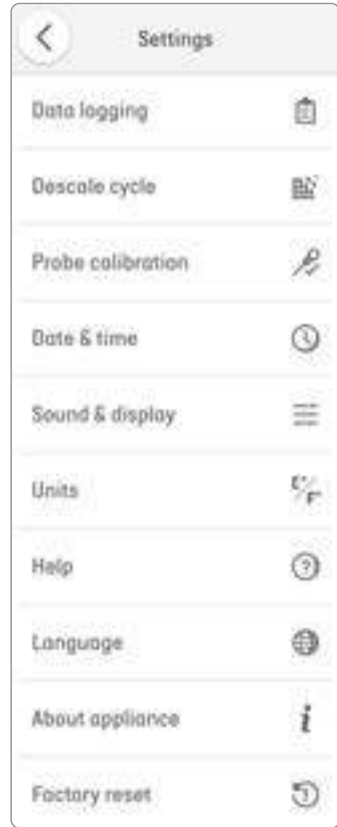 Settings
Data logging
Descale cycle
Probe calibration
Date & time
Sound & display
Units
C°/F°
Help
?
Language
About appliance
i
Factory reset